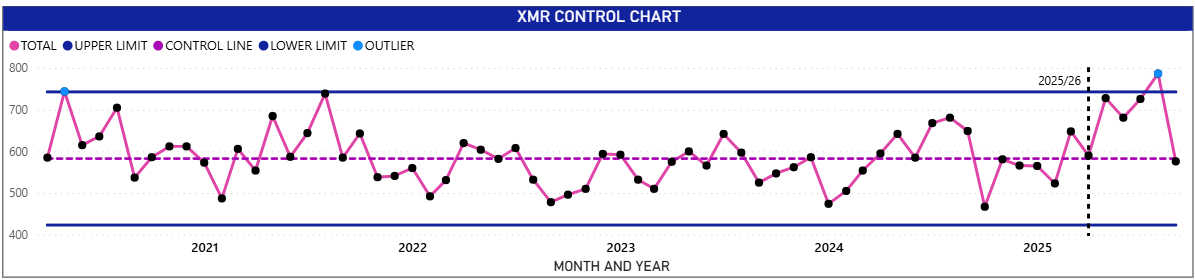 XMR CONTROL CHART
TOTAL UPPER LIMIT CONTROL LINE LOWER LIMIT OUTLIER
800
2025/26
700
600
500
400
2021 2022 2023 2024 2025
MONTH AND YEAR